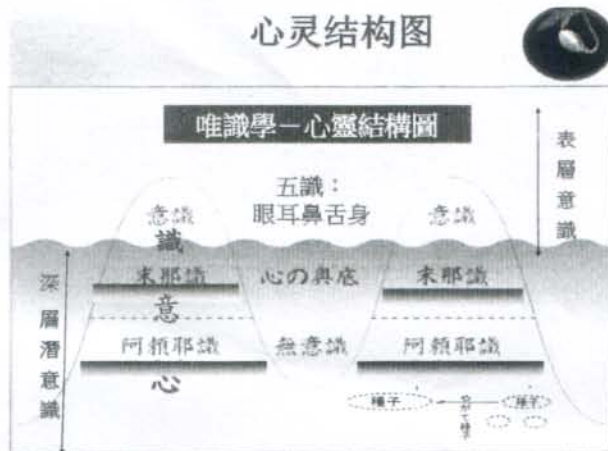 心灵结构图
唯識學－心靈結構圖
表層意識
五識：
意識 眼耳鼻舌身 意識
識
末耶識 心の奥底 末耶識
意
深層潛意識
阿賴耶識 無意識 阿賴耶識
心
種子 種子